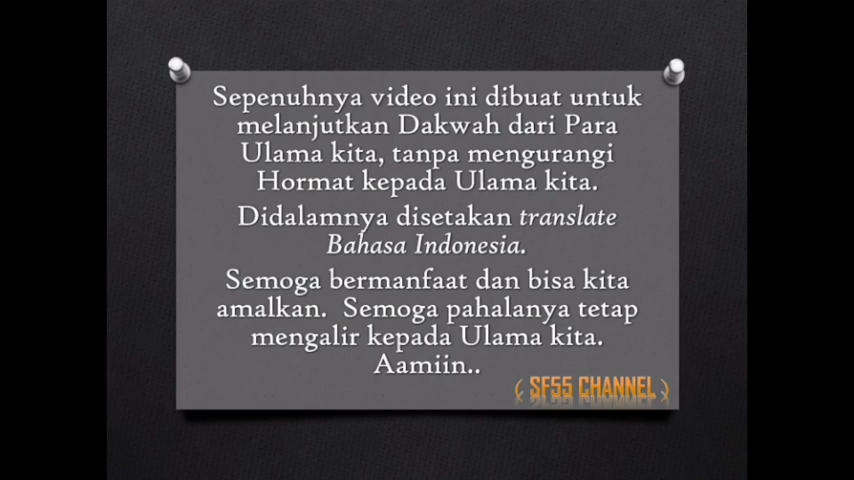 Sepenuhnya video ini dibuat untuk
melanjutkan Dakwah dari Para
Ulama kita, tanpa mengurangi
Hormat kepada Ulama kita.
Didalamnya disetakan translate
Bahasa Indonesia.
Semoga bermanfaat dan bisa kita
amalkan. Semoga pahalanya tetap
mengalir kepada Ulama kita.
Aamiin..
( SF55 CHANNEL )